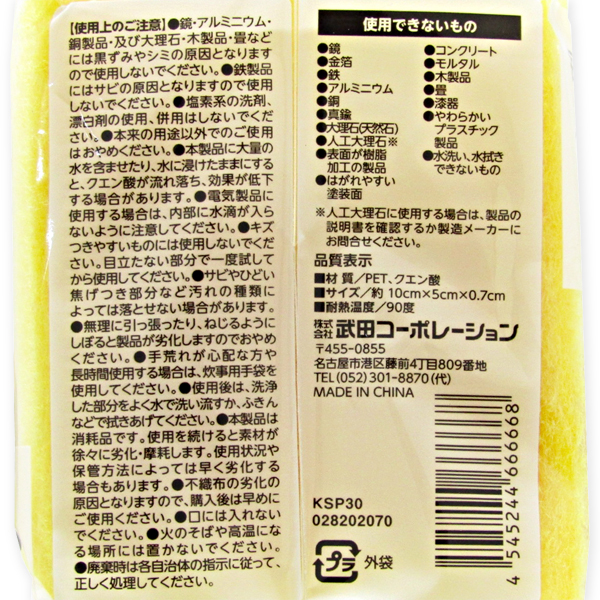 【使用上のご注意】●鏡・アルミニウム・
銅製品・及び大理石・木製品・畳など
には黒ずみやシミの原因となります
ので使用しないでください。●鉄製品
にはサビの原因となりますので使用
しないでください。●塩素系の洗剤、
漂白剤の使用、併用はしないでくださ
い。●本来の用途以外でのご使用
はおやめください。●本製品に大量の
水を含ませたり、水に浸けたままにする
と、クエン酸が流れ落ち、効果が低下
する場合があります。●電気製品に
使用する場合は、内部に水滴が入ら
ないように注意してください。●キズ
つきやすいものには使用しないでくだ
さい。目立たない部分で一度試して
から使用してください。●サビやひどい
焦げつき部分など汚れの種類に
よっては落とせない場合があります。
●無理に引っ張ったり、ねじるように
しぼると製品が劣化しますのでおやめ
ください。●手荒れが心配な方や
長時間使用する場合は、炊事用手袋を
使用してください。●使用後は、洗浄
した部分をよく水で洗い流すか、ふきん
などで拭きあげてください。●本製品は
消耗品です。使用を続けると素材が
徐々に劣化・摩耗します。使用状況や
保管方法によっては早く劣化する
場合もあります。●不織布の劣化の
原因となりますので、購入後は早めに
ご使用ください。●口には入れない
でください。●火のそばや高温にな
る場所には置かないでください。
●廃棄時は各自治体の指示に従って、
正しく処理してください。
使用できないもの
●鏡
●金箔
●鉄
●アルミニウム
●銅
●真鍮
●大理石(天然石)
●人工大理石※
●表面が樹脂
加工の製品
●はがれやすい
塗装面
●コンクリート
●モルタル
●木製品
●畳
●漆器
●やわらかい
プラスチック
製品
●水洗い、水拭き
できないもの
※人工大理石に使用する場合は、製品の
説明書を確認するか製造メーカーに
お問合せください。
品質表示
■材 質/PET、クエン酸
■サイズ/約 10cm×5cm×0.7cm
■耐熱温度/90度
株式会社 武田コーポレーション
〒455-0855
名古屋市港区藤前4丁目809番地
TEL(052)301-8870(代)
MADE IN CHINA
KSP30
028202070
プラ 外袋
4 545244 666668